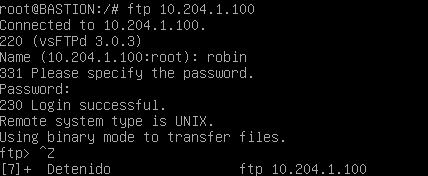 root@BASTION:/# ftp 10.204.1.100
Connected to 10.204.1.100.
220 (vsFTPd 3.0.3)
Name (10.204.1.100:root): robin
331 Please specify the password.
Password:
230 Login successful.
Remote system type is UNIX.
Using binary mode to transfer files.
ftp> ^Z
[7]+  Detenido                ftp 10.204.1.100